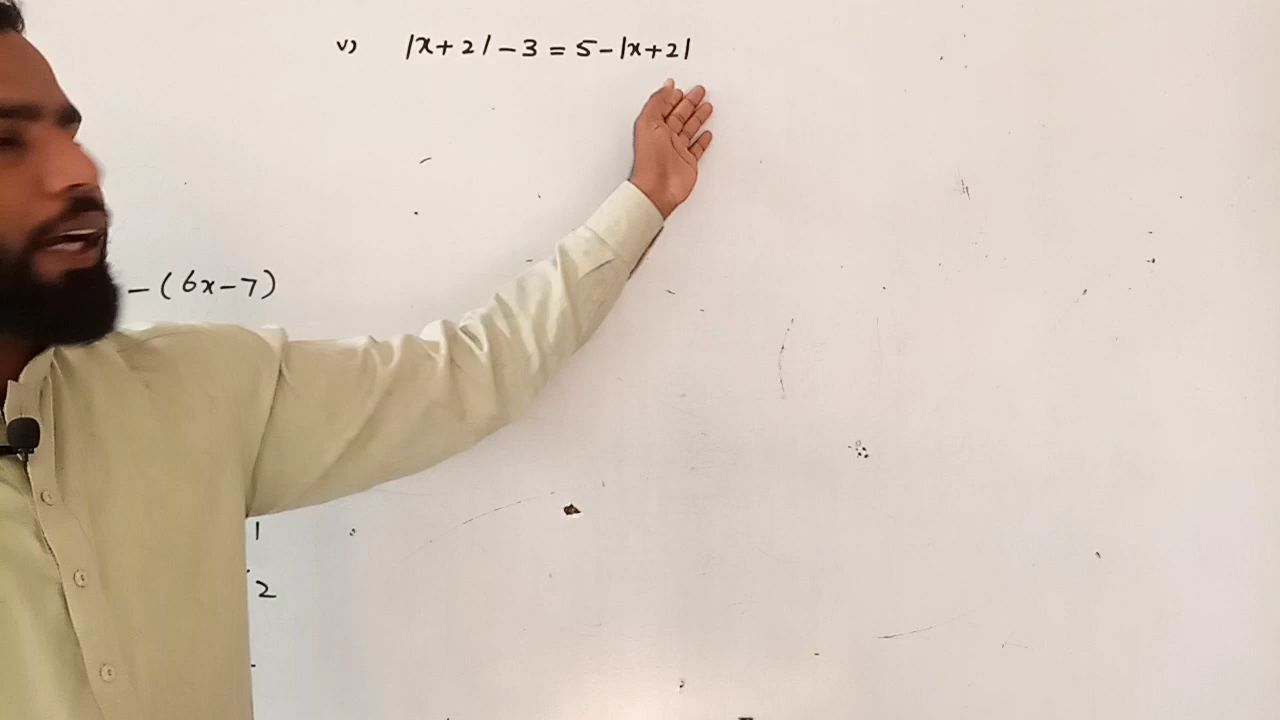 v) |x+2|-3 = 5-|x+2|
-(6x-7)
1
2